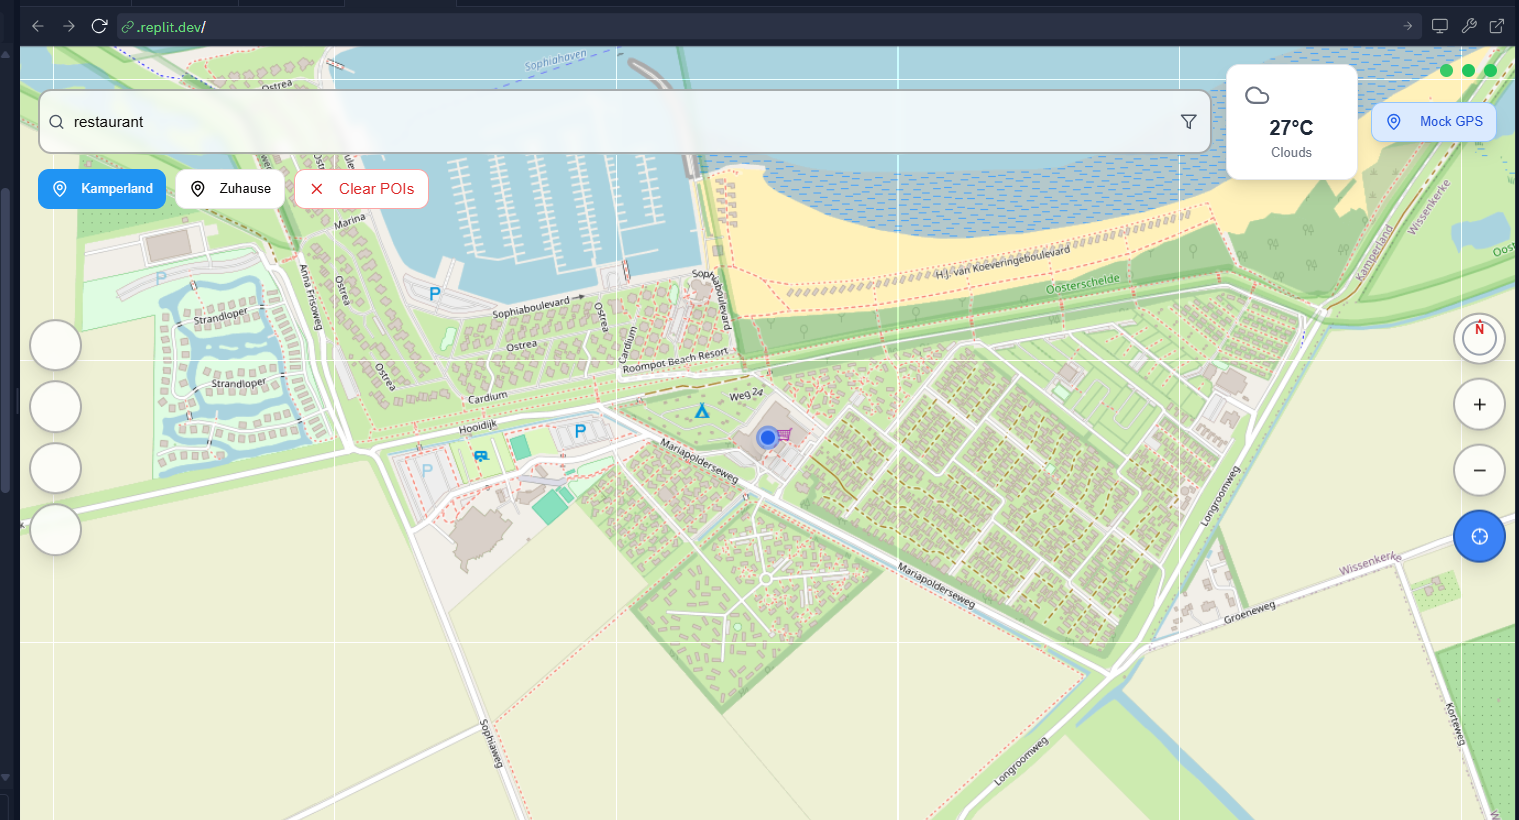 .replit.dev/
Sophiahaven
Ostrea
restaurant
27°C
Clouds
Mock GPS
Kamperland
Zuhause
Clear POIs
Marina
Anna Frisoweg
Ostrea
P
P
Sophiaboulevard
Ostrea
Sophiaboulevard
H.J. van Koeveringeboulevard
Oosterschelde
Kamperland
Wissenkerke
Strandloper
Ostrea
Cardium
Roompot Beach Resort
N
Strandloper
Ostrea
Cardium
Weg 24
Hooidijk
P
P
Mariapolderseweg
+
−
Longroomweg
Mariapolderseweg
Wissenkerke
Groeneweg
Sophiaweg
Korteweg
Longroomweg